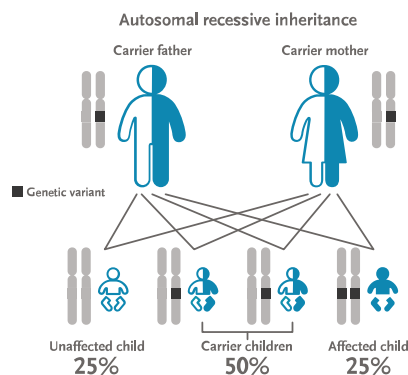 Autosomal recessive inheritance
Carrier father
Carrier mother
Genetic variant
Unaffected child
25%
Carrier children
50%
Affected child
25%